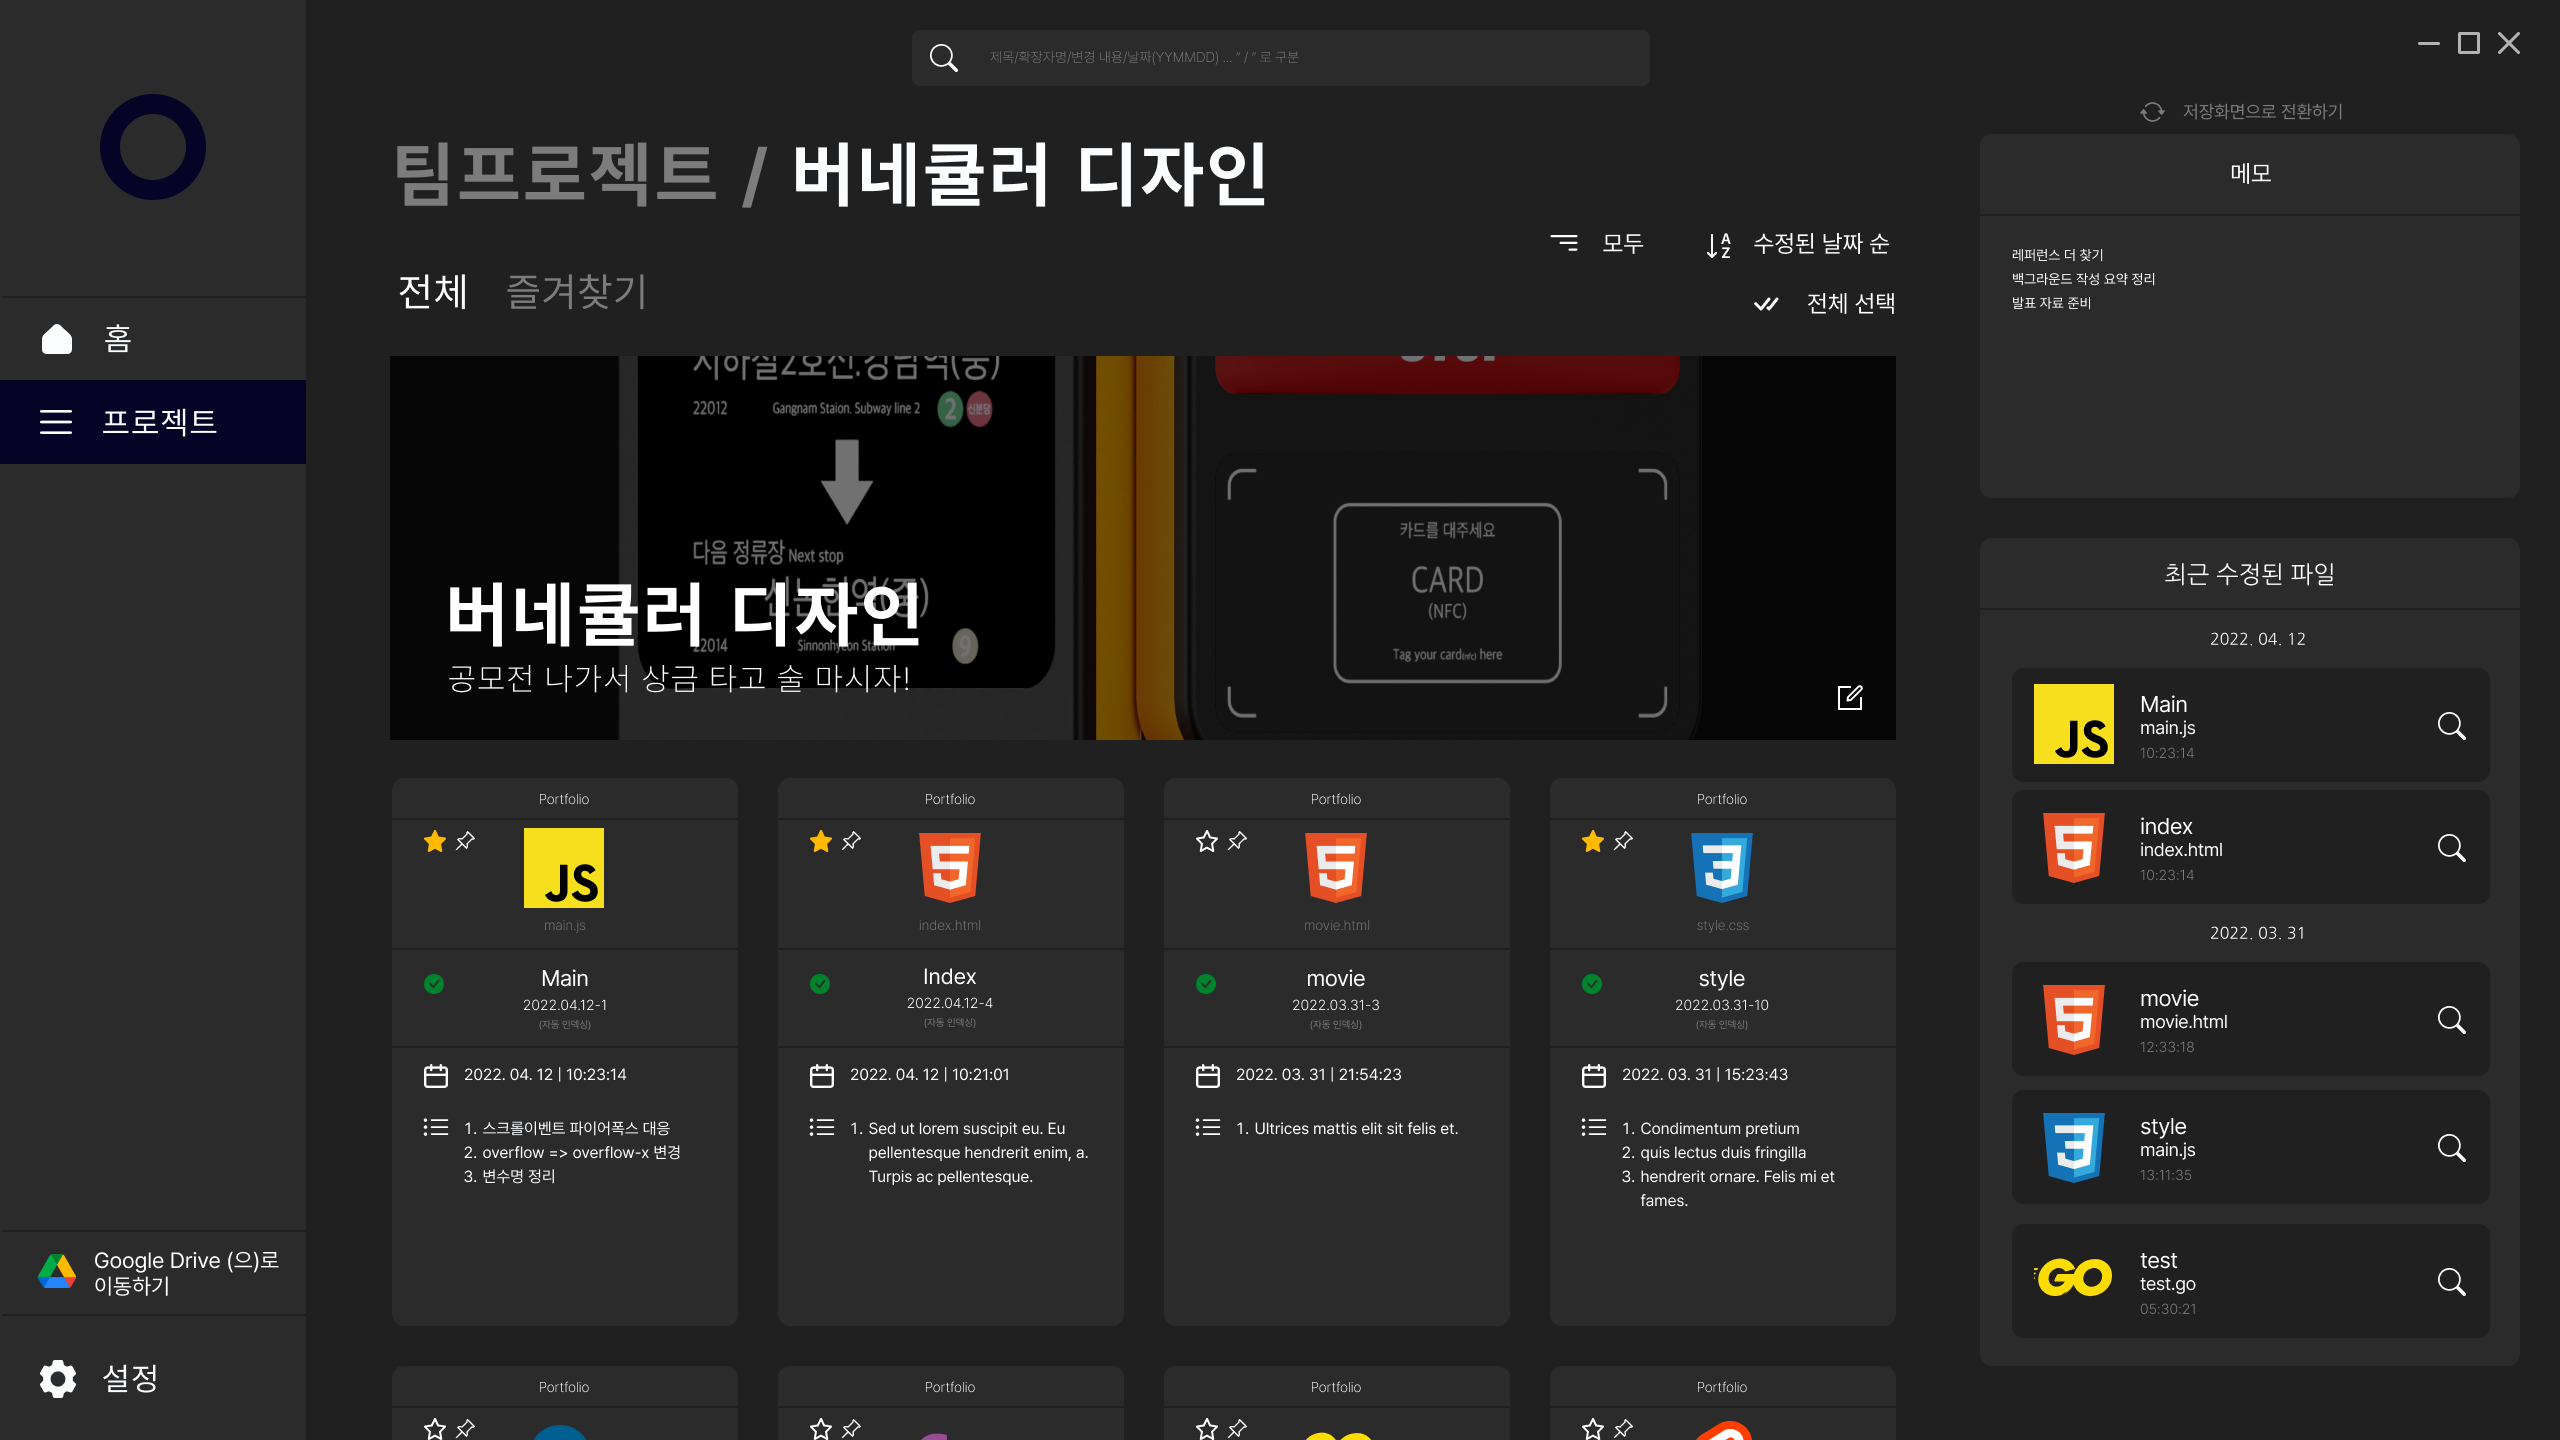 제목/확장자명/변경 내용/날짜(YYMMDD) ... " / " 로 구분
저장화면으로 전환하기
팀프로젝트 / 버네큘러 디자인
모두
수정된 날짜 순
전체
즐겨찾기
전체 선택
홈
프로젝트
Google Drive (으)로
이동하기
설정
22012
Gangnam Staion. Subway line 2
2
신분당
다음 정류장 Next stop
버네큘러 디자인
22014
Sinnonhyeon Station
9
공모전 나가서 상금 타고 술 마시자!
카드를 대주세요
CARD
(NFC)
Tag your card(nfc) here
Portfolio
JS
main.js
Main
2022.04.12-1
(자동 인덱싱)
2022. 04. 12 | 10:23:14
1. 스크롤이벤트 파이어폭스 대응
2. overflow => overflow-x 변경
3. 변수명 정리
Portfolio
5
index.html
Index
2022.04.12-4
(자동 인덱싱)
2022. 04. 12 | 10:21:01
1. Sed ut lorem suscipit eu. Eu
pellentesque hendrerit enim, a.
Turpis ac pellentesque.
Portfolio
5
movie.html
movie
2022.03.31-3
(자동 인덱싱)
2022. 03. 31 | 21:54:23
1. Ultrices mattis elit sit felis et.
Portfolio
3
style.css
style
2022.03.31-10
(자동 인덱싱)
2022. 03. 31 | 15:23:43
1. Condimentum pretium
2. quis lectus duis fringilla
3. hendrerit ornare. Felis mi et
fames.
Portfolio
Portfolio
Portfolio
Portfolio
메모
레퍼런스 더 찾기
백그라운드 작성 요약 정리
발표 자료 준비
최근 수정된 파일
2022. 04. 12
JS
Main
main.js
10:23:14
5
index
index.html
10:23:14
2022. 03. 31
5
movie
movie.html
12:33:18
3
style
main.js
13:11:35
GO
test
test.go
05:30:21